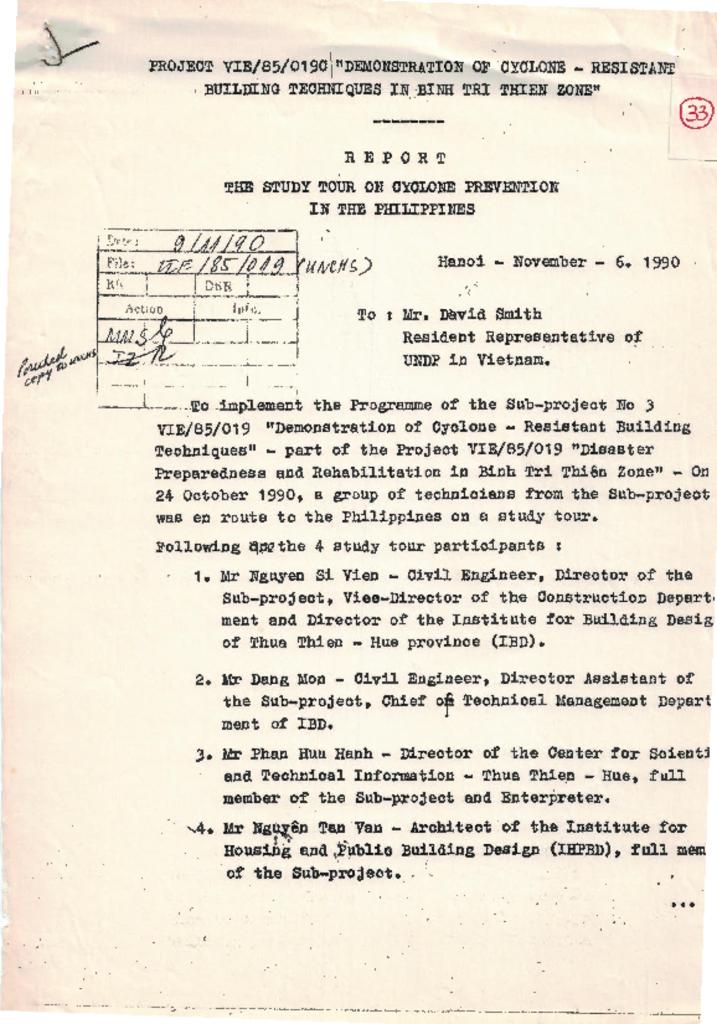 PROJECT VIE/85/019C "DEMONSTRATION OF CYCLONE - RESISTANT
BUILDING TECHNIQUES IN BINH TRI THIEN ZONE"
33
REPORT
THE STUDY TOUR ON CYCLONE PREVENTION
IN THE PHILIPPINES
Date: 9/11/90
File: VIE/85/019 (UNCHS)
RR DRR
Action Info.
Hanoi - November - 6. 1990
To : Mr. David Smith
Resident Representative of
UNDP in Vietnam.
Pouched
copy to UNCHS
To implement the Programme of the Sub-project No 3
VIE/85/019 "Demonstration of Cyclone - Resistant Building
Techniques" - part of the Project VIE/85/019 "Disaster
Preparedness and Rehabilitation in Binh Tri Thiên Zone" - On
24 October 1990, a group of technicians from the Sub-project
was en route to the Philippines on a study tour.
Following are the 4 study tour participants :
1. Mr Nguyen Si Vien - Civil Engineer, Director of the
Sub-project, Vice-Director of the Construction Depart-
ment and Director of the Institute for Building Desig
of Thua Thien - Hue province (IBD).
2. Mr Dang Mon - Civil Engineer, Director Assistant of
the Sub-project, Chief of Technical Management Depart
ment of IBD.
3. Mr Phan Huu Hanh - Director of the Center for Scienti
and Technical Information - Thua Thien - Hue, full
member of the Sub-project and Enterpreter.
4. Mr Nguyên Tan Van - Architect of the Institute for
Housing and Public Building Design (IHPBD), full mem
of the Sub-project.
...